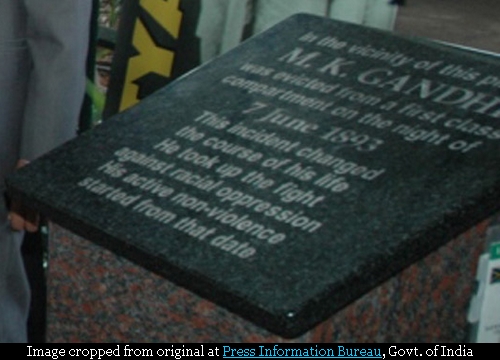 In the vicinity of this
M.K. GANDH
was evicted from a first class
compartment on the night of
7 June 1893
This incident changed
the course of his life
He took up the fight
against racial oppression
His active non-violence
started from that date
Image cropped from original at Press Information Bureau, Govt. of India